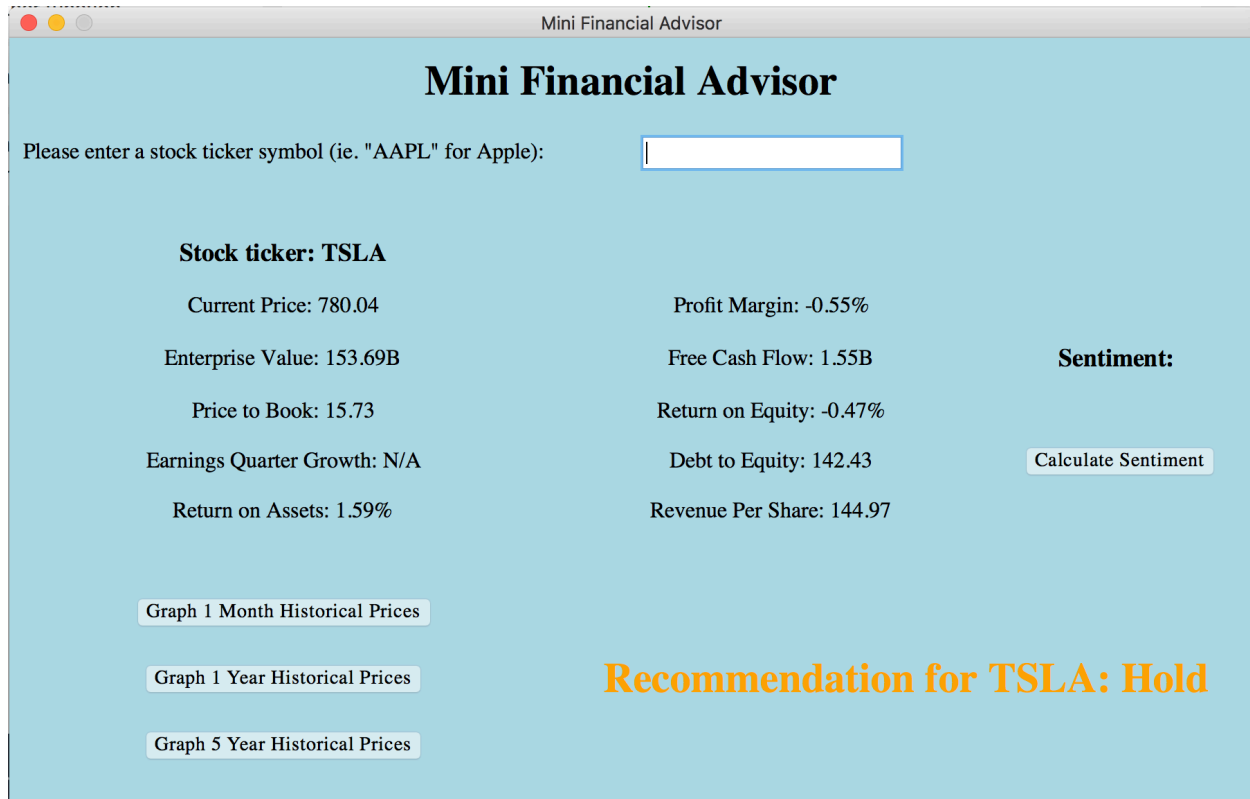 Mini Financial Advisor
Mini Financial Advisor
Please enter a stock ticker symbol (ie. "AAPL" for Apple):
Stock ticker: TSLA
Current Price: 780.04
Profit Margin: -0.55%
Enterprise Value: 153.69B
Free Cash Flow: 1.55B
Sentiment:
Price to Book: 15.73
Return on Equity: -0.47%
Earnings Quarter Growth: N/A
Debt to Equity: 142.43
Calculate Sentiment
Return on Assets: 1.59%
Revenue Per Share: 144.97
Graph 1 Month Historical Prices
Graph 1 Year Historical Prices
Recommendation for TSLA: Hold
Graph 5 Year Historical Prices